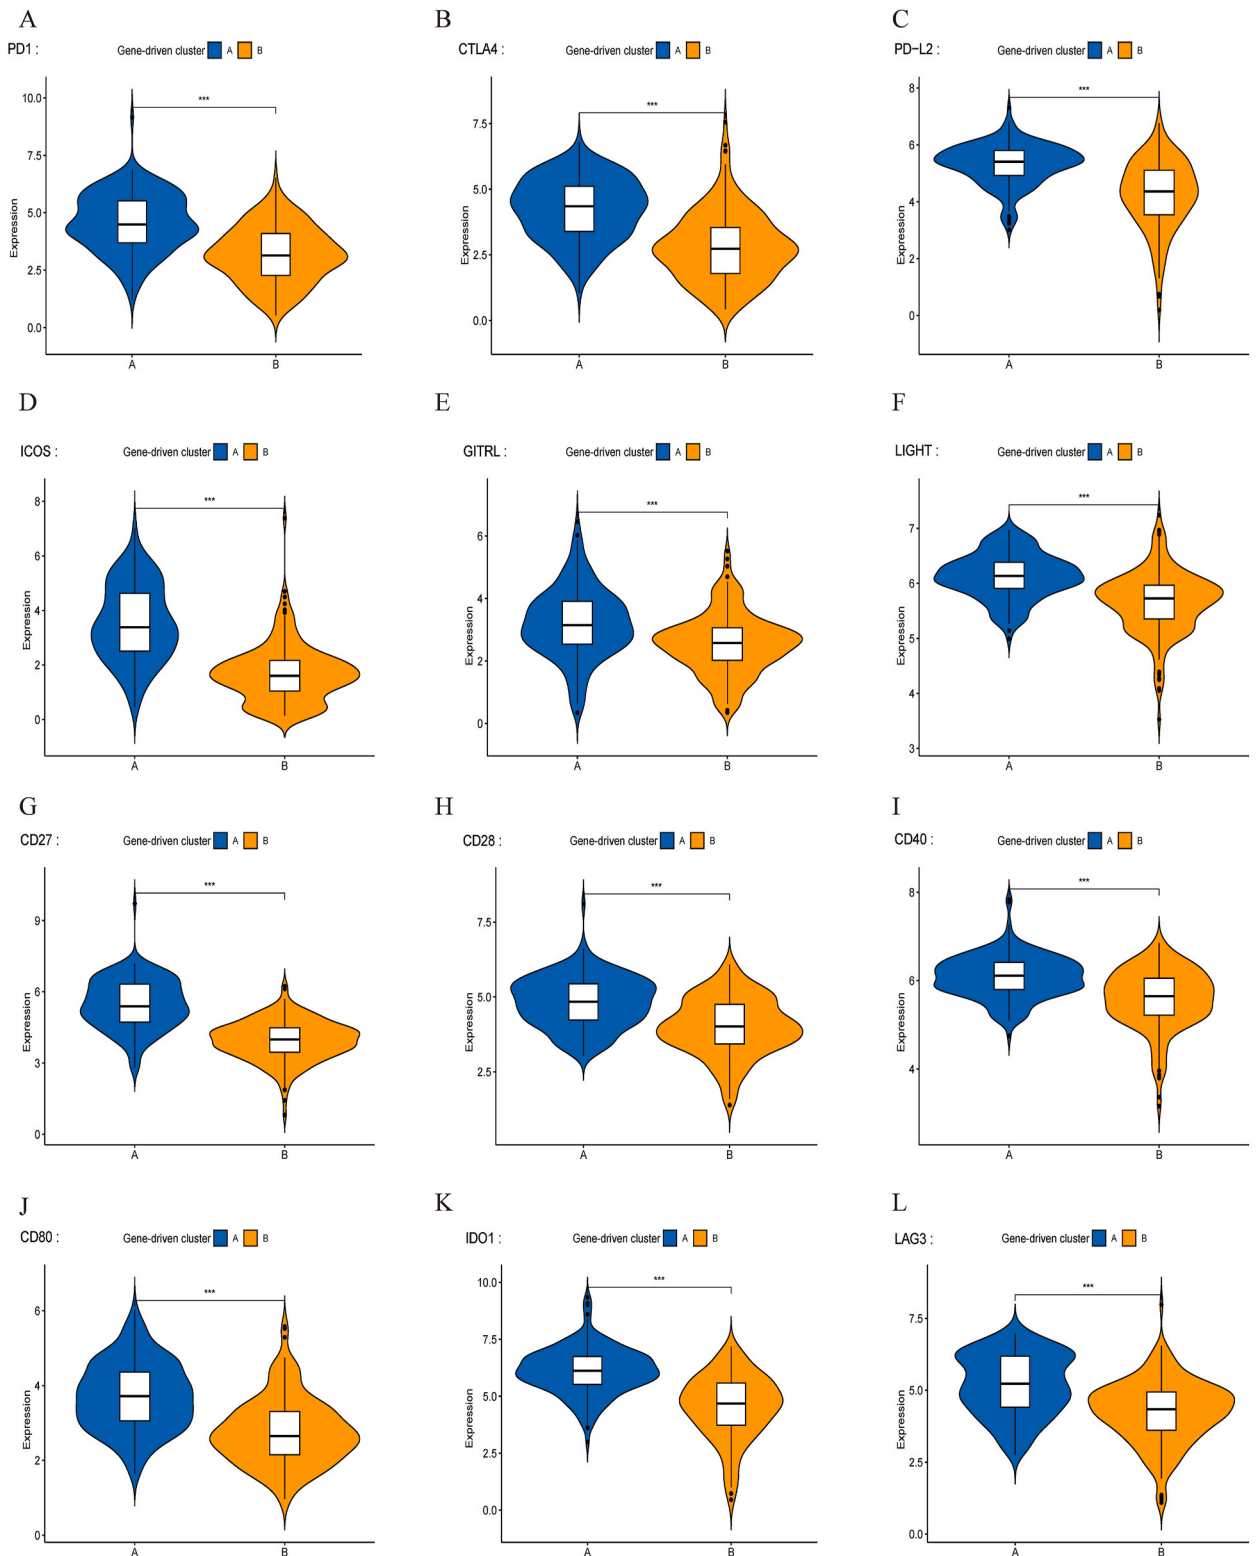 A
PD1 :
Gene-driven cluster A B
10.0
7.5
5.0
2.5
0.0
Expression
***
A B
B
CTLA4 :
Gene-driven cluster A B
7.5
5.0
2.5
0.0
Expression
***
A B
C
PD-L2 :
Gene-driven cluster A B
8
6
4
2
0
Expression
***
A B
D
ICOS :
Gene-driven cluster A B
8
6
4
2
0
Expression
***
A B
E
GITRL :
Gene-driven cluster A B
6
4
2
0
Expression
***
A B
F
LIGHT :
Gene-driven cluster A B
7
6
5
4
3
Expression
***
A B
G
CD27 :
Gene-driven cluster A B
9
6
3
0
Expression
***
A B
H
CD28 :
Gene-driven cluster A B
7.5
5.0
2.5
Expression
***
A B
I
CD40 :
Gene-driven cluster A B
8
6
4
Expression
***
A B
J
CD80 :
Gene-driven cluster A B
6
4
2
0
Expression
***
A B
K
IDO1 :
Gene-driven cluster A B
10.0
7.5
5.0
2.5
0.0
Expression
***
A B
L
LAG3 :
Gene-driven cluster A B
7.5
5.0
2.5
0.0
Expression
***
A B